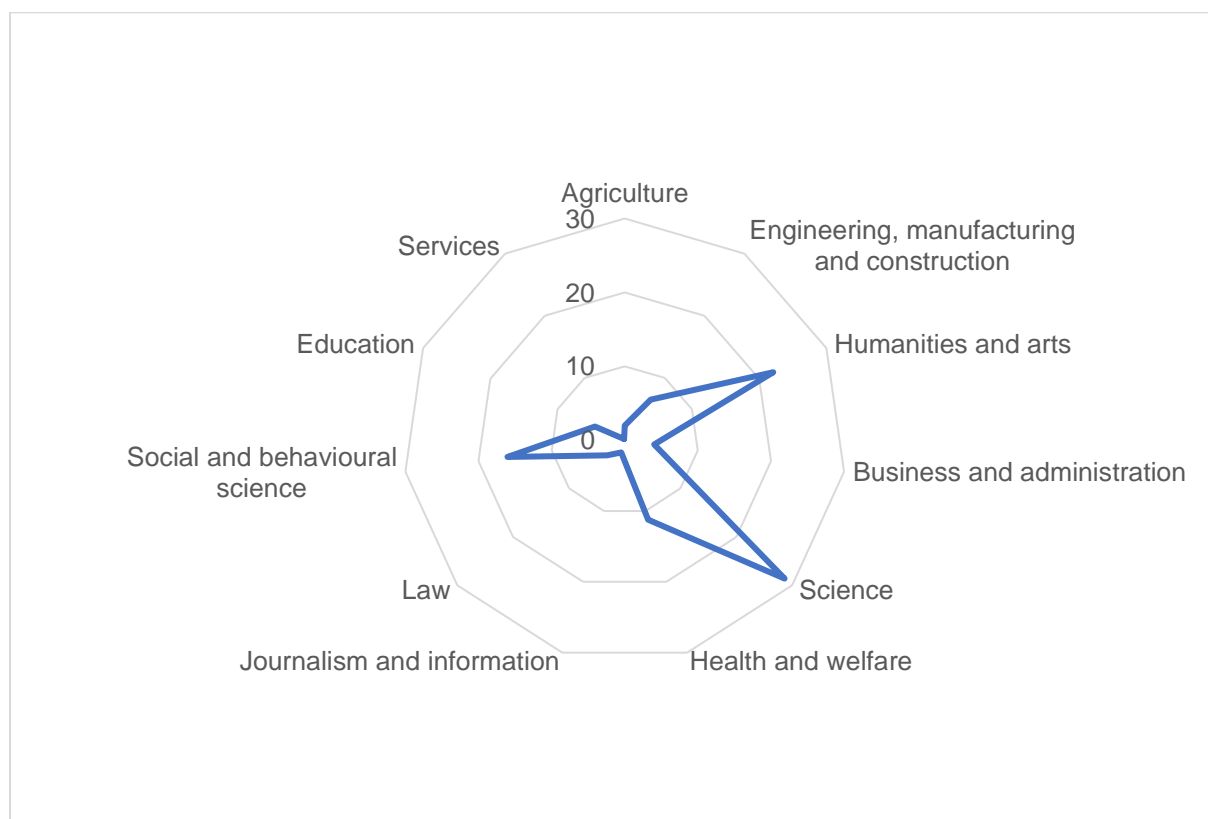 Agriculture
30
Engineering, manufacturing
and construction
Services
20
Education
Humanities and arts
10
0
Social and behavioural
science
Business and administration
Law
Science
Journalism and information
Health and welfare